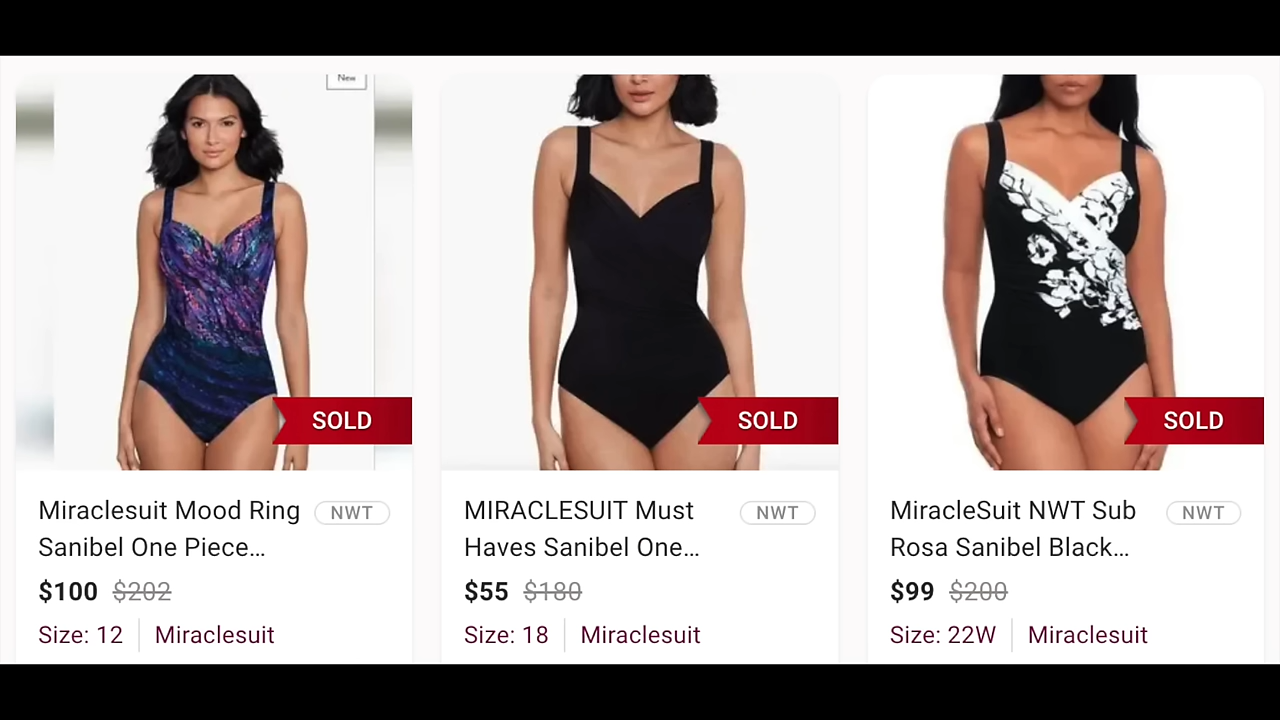 New
SOLD
SOLD
SOLD
Miraclesuit Mood Ring
Sanibel One Piece...
NWT
$100 $202
Size: 12 Miraclesuit
MIRACLESUIT Must
Haves Sanibel One...
NWT
$55 $180
Size: 18 Miraclesuit
MiracleSuit NWT Sub
Rosa Sanibel Black...
NWT
$99 $200
Size: 22W Miraclesuit